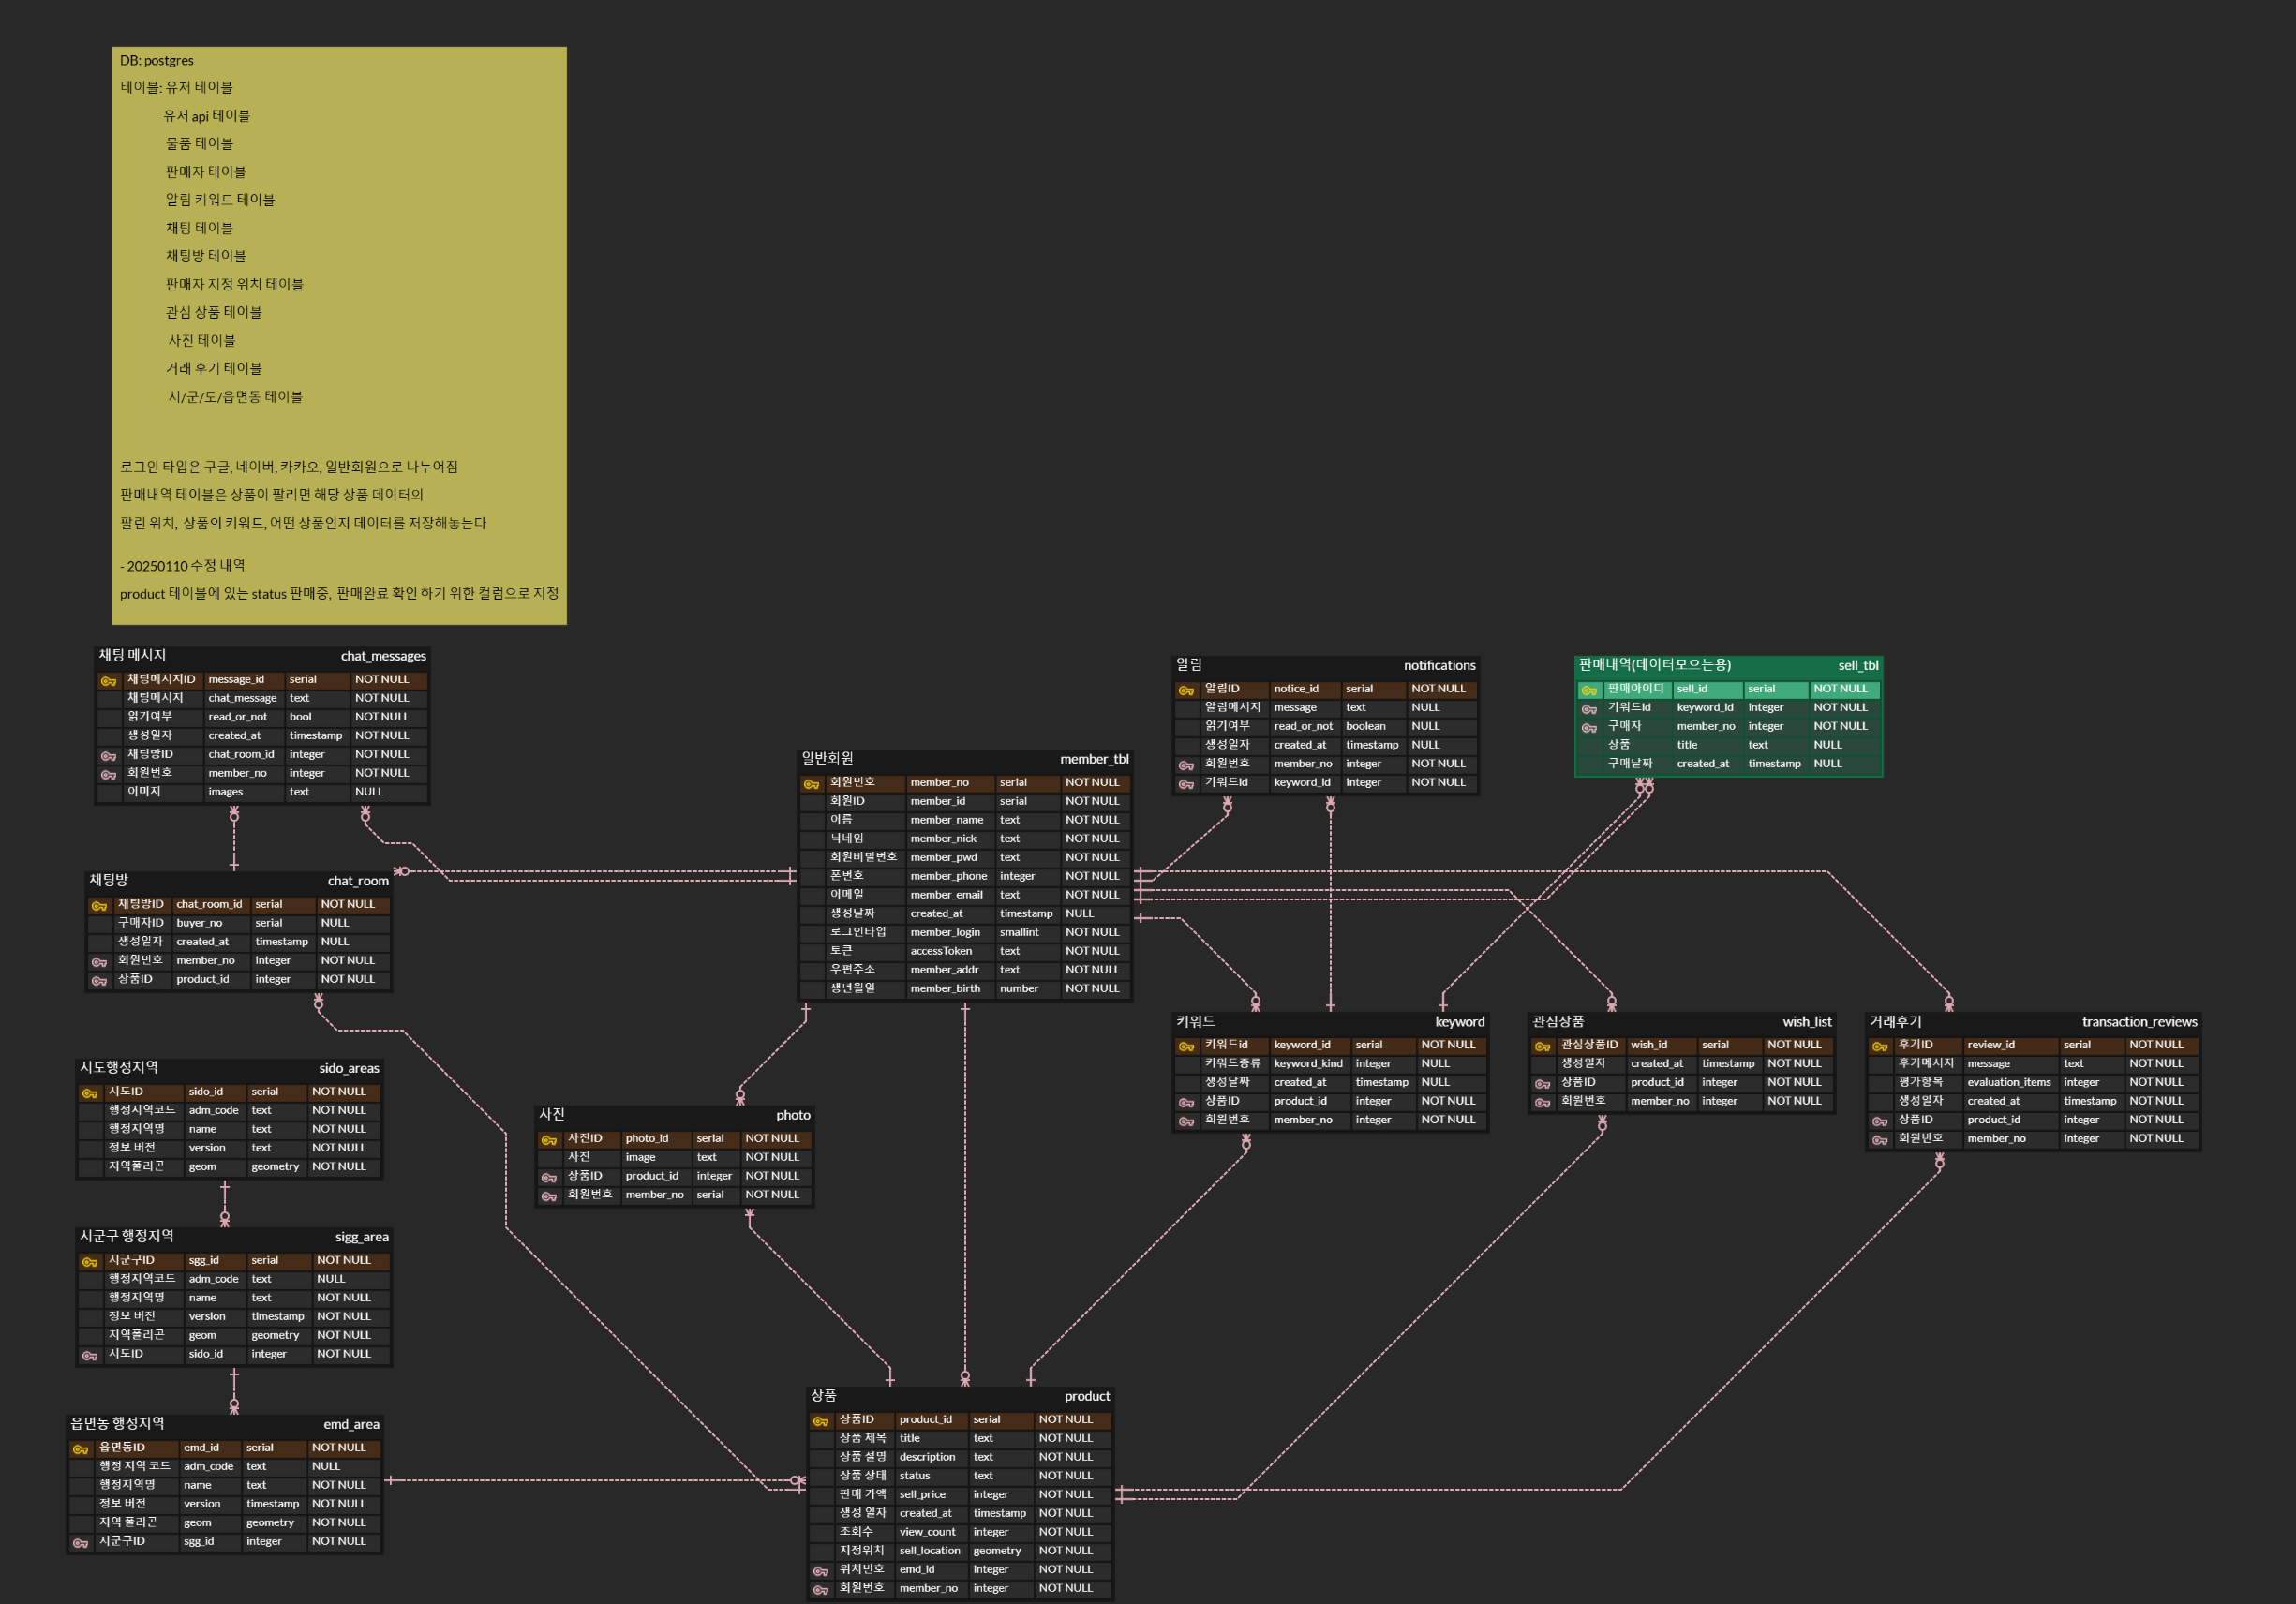 DB: postgres
테이블: 유저 테이블
유저 api 테이블
물품 테이블
판매자 테이블
알림 키워드 테이블
채팅 테이블
채팅방 테이블
판매자 지정 위치 테이블
관심 상품 테이블
사진 테이블
거래 후기 테이블
시/군/도/읍면동 테이블
로그인 타입은 구글, 네이버, 카카오, 일반회원으로 나누어짐
판매내역 테이블은 상품이 팔리면 해당 상품 데이터의
팔린 위치, 상품의 키워드, 어떤 상품인지 데이터를 저장해놓는다
- 20250110 수정 내역
product 테이블에 있는 status 판매중, 판매완료 확인 하기 위한 컬럼으로 지정
채팅 메시지 chat_messages
채팅메시지ID message_id serial NOT NULL
채팅메시지 chat_message text NOT NULL
읽기여부 read_or_not bool NOT NULL
생성일자 created_at timestamp NOT NULL
채팅방ID chat_room_id integer NOT NULL
회원번호 member_no integer NOT NULL
이미지 images text NULL
채팅방 chat_room
채팅방ID chat_room_id serial NOT NULL
구매자ID buyer_no serial NULL
생성일자 created_at timestamp NULL
회원번호 member_no integer NOT NULL
상품ID product_id integer NOT NULL
시도행정지역 sido_areas
시도ID sido_id serial NOT NULL
행정지역코드 adm_code text NOT NULL
행정지역명 name text NOT NULL
정보 버전 version text NOT NULL
지역폴리곤 geom geometry NOT NULL
시군구 행정지역 sigg_area
시군구ID sgg_id serial NOT NULL
행정지역코드 adm_code text NULL
행정지역명 name text NOT NULL
정보 버전 version timestamp NOT NULL
지역폴리곤 geom geometry NOT NULL
시도ID sido_id integer NOT NULL
읍면동 행정지역 emd_area
읍면동ID emd_id serial NOT NULL
행정 지역 코드 adm_code text NULL
행정지역명 name text NOT NULL
정보 버전 version timestamp NOT NULL
지역 폴리곤 geom geometry NOT NULL
시군구ID sgg_id integer NOT NULL
사진 photo
사진ID photo_id serial NOT NULL
사진 image text NOT NULL
상품ID product_id integer NOT NULL
회원번호 member_no serial NOT NULL
일반회원 member_tbl
회원번호 member_no serial NOT NULL
회원ID member_id serial NOT NULL
이름 member_name text NOT NULL
닉네임 member_nick text NOT NULL
회원비밀번호 member_pwd text NOT NULL
폰번호 member_phone integer NOT NULL
이메일 member_email text NOT NULL
생성날짜 created_at timestamp NULL
로그인타입 member_login smallint NOT NULL
토큰 accessToken text NOT NULL
우편주소 member_addr text NOT NULL
생년월일 member_birth number NOT NULL
상품 product
상품ID product_id serial NOT NULL
상품 제목 title text NOT NULL
상품 설명 description text NOT NULL
상품 상태 status text NOT NULL
판매 가액 sell_price integer NOT NULL
생성 일자 created_at timestamp NOT NULL
조회수 view_count integer NOT NULL
지정위치 sell_location geometry NOT NULL
위치번호 emd_id integer NOT NULL
회원번호 member_no integer NOT NULL
알림 notifications
알림ID notice_id serial NOT NULL
알림메시지 message text NULL
읽기여부 read_or_not boolean NULL
생성일자 created_at timestamp NULL
회원번호 member_no integer NOT NULL
키워드id keyword_id integer NOT NULL
판매내역(데이터모으는용) sell_tbl
판매아이디 sell_id serial NOT NULL
키워드id keyword_id integer NOT NULL
구매자 member_no integer NOT NULL
상품 title text NULL
구매날짜 created_at timestamp NULL
키워드 keyword
키워드id keyword_id serial NOT NULL
키워드종류 keyword_kind integer NULL
생성날짜 created_at timestamp NULL
상품ID product_id integer NOT NULL
회원번호 member_no integer NOT NULL
관심상품 wish_list
관심상품ID wish_id serial NOT NULL
생성일자 created_at timestamp NOT NULL
상품ID product_id integer NOT NULL
회원번호 member_no integer NOT NULL
거래후기 transaction_reviews
후기ID review_id serial NOT NULL
후기메시지 message text NOT NULL
평가항목 evaluation_items integer NOT NULL
생성일자 created_at timestamp NOT NULL
상품ID product_id integer NOT NULL
회원번호 member_no integer NOT NULL